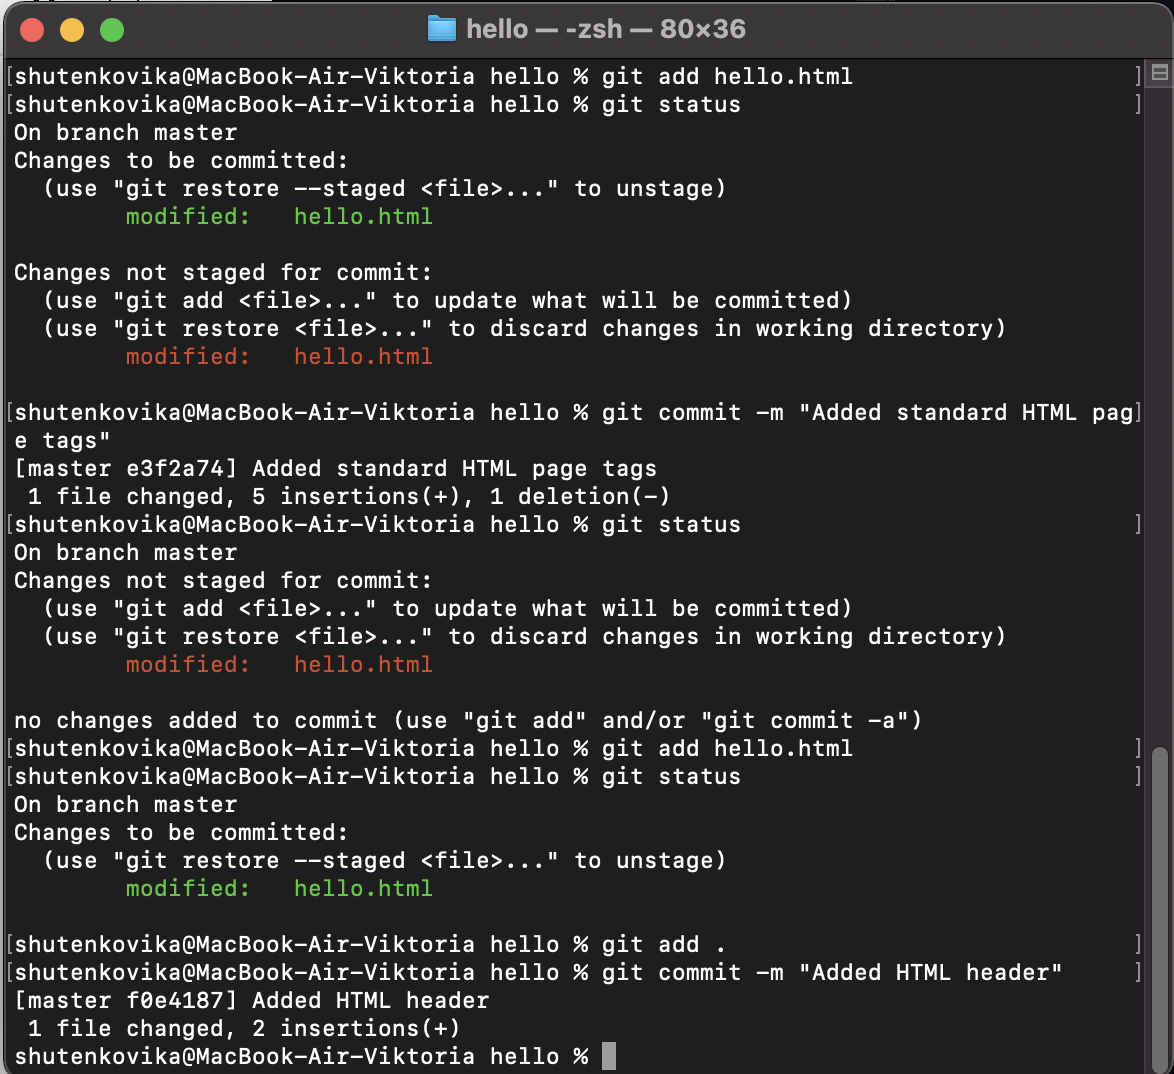 hello — -zsh — 80×36
[shutenkovika@MacBook-Air-Viktoria hello % git add hello.html ]
[shutenkovika@MacBook-Air-Viktoria hello % git status ]
On branch master
Changes to be committed:
  (use "git restore --staged <file>..." to unstage)
        modified:   hello.html

Changes not staged for commit:
  (use "git add <file>..." to update what will be committed)
  (use "git restore <file>..." to discard changes in working directory)
        modified:   hello.html

[shutenkovika@MacBook-Air-Viktoria hello % git commit -m "Added standard HTML pag]
e tags"
[master e3f2a74] Added standard HTML page tags
 1 file changed, 5 insertions(+), 1 deletion(-)
[shutenkovika@MacBook-Air-Viktoria hello % git status ]
On branch master
Changes not staged for commit:
  (use "git add <file>..." to update what will be committed)
  (use "git restore <file>..." to discard changes in working directory)
        modified:   hello.html

no changes added to commit (use "git add" and/or "git commit -a")
[shutenkovika@MacBook-Air-Viktoria hello % git add hello.html ]
[shutenkovika@MacBook-Air-Viktoria hello % git status ]
On branch master
Changes to be committed:
  (use "git restore --staged <file>..." to unstage)
        modified:   hello.html

[shutenkovika@MacBook-Air-Viktoria hello % git add . ]
[shutenkovika@MacBook-Air-Viktoria hello % git commit -m "Added HTML header" ]
[master f0e4187] Added HTML header
 1 file changed, 2 insertions(+)
shutenkovika@MacBook-Air-Viktoria hello %